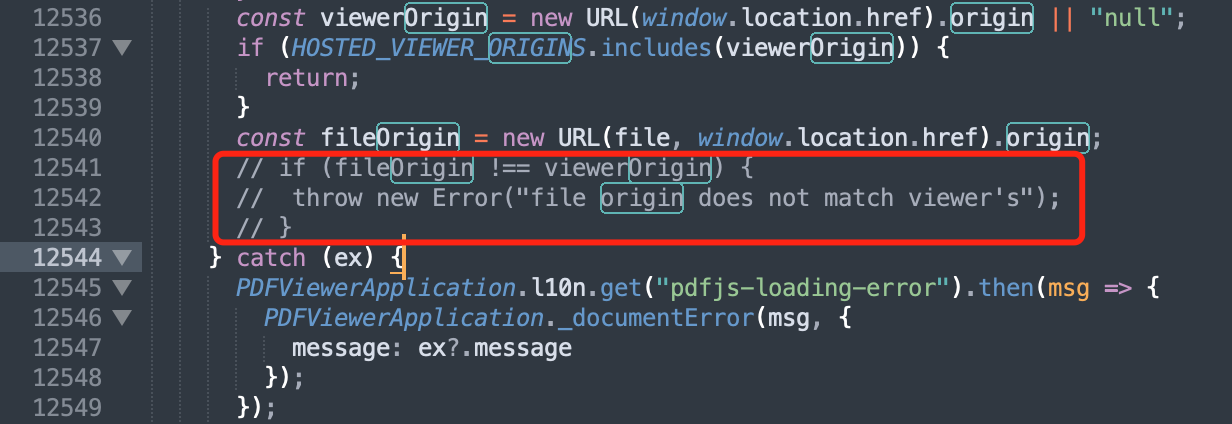 12536 const viewerOrigin = new URL(window.location.href).origin || "null";
12537 if (HOSTED_VIEWER_ORIGINS.includes(viewerOrigin)) {
12538 return;
12539 }
12540 const fileOrigin = new URL(file, window.location.href).origin;
12541 // if (fileOrigin !== viewerOrigin) {
12542 //  throw new Error("file origin does not match viewer's");
12543 // }
12544 } catch (ex) {
12545 PDFViewerApplication.l10n.get("pdfjs-loading-error").then(msg => {
12546 PDFViewerApplication._documentError(msg, {
12547 message: ex?.message
12548 });
12549 });